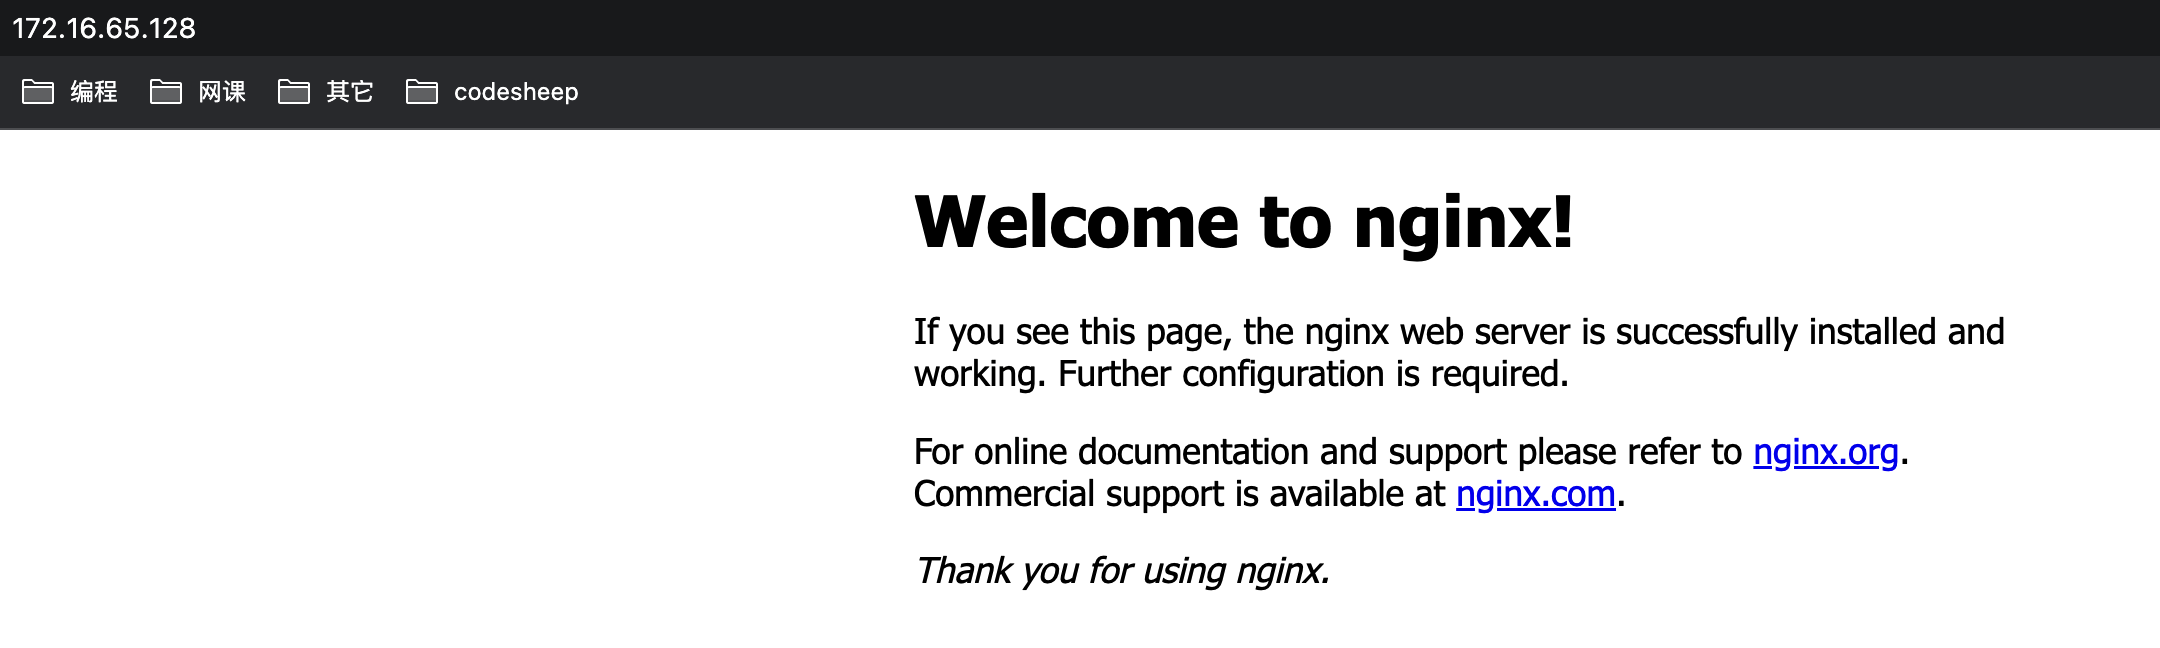 172.16.65.128
编程 网课 其它 codesheep
Welcome to nginx!
If you see this page, the nginx web server is successfully installed and
working. Further configuration is required.
For online documentation and support please refer to nginx.org.
Commercial support is available at nginx.com.
Thank you for using nginx.